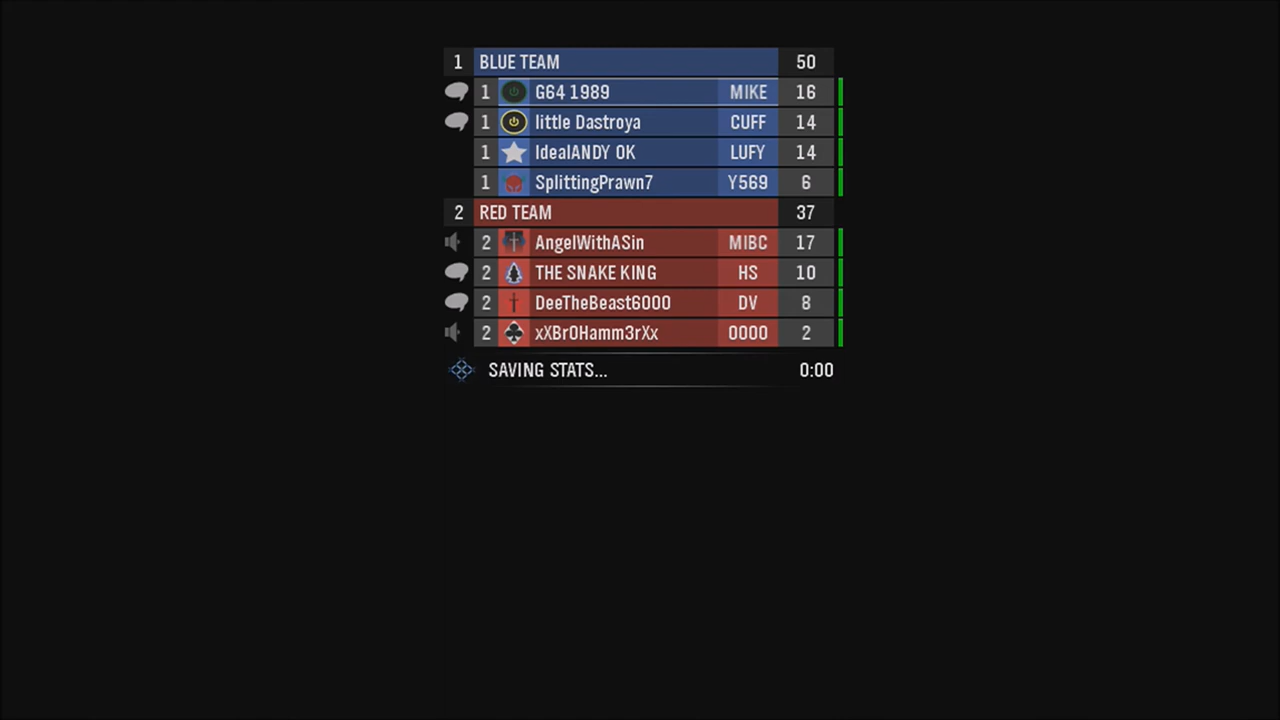 1 BLUE TEAM 50
1 G64 1989 MIKE 16
1 little Dastroya CUFF 14
1 IdealANDY OK LUFY 14
1 SplittingPrawn7 Y569 6
2 RED TEAM 37
2 AngelWithASin MIBC 17
2 THE SNAKE KING HS 10
2 DeeTheBeast6000 DV 8
2 xXBr0Hamm3rXx 0000 2
SAVING STATS... 0:00